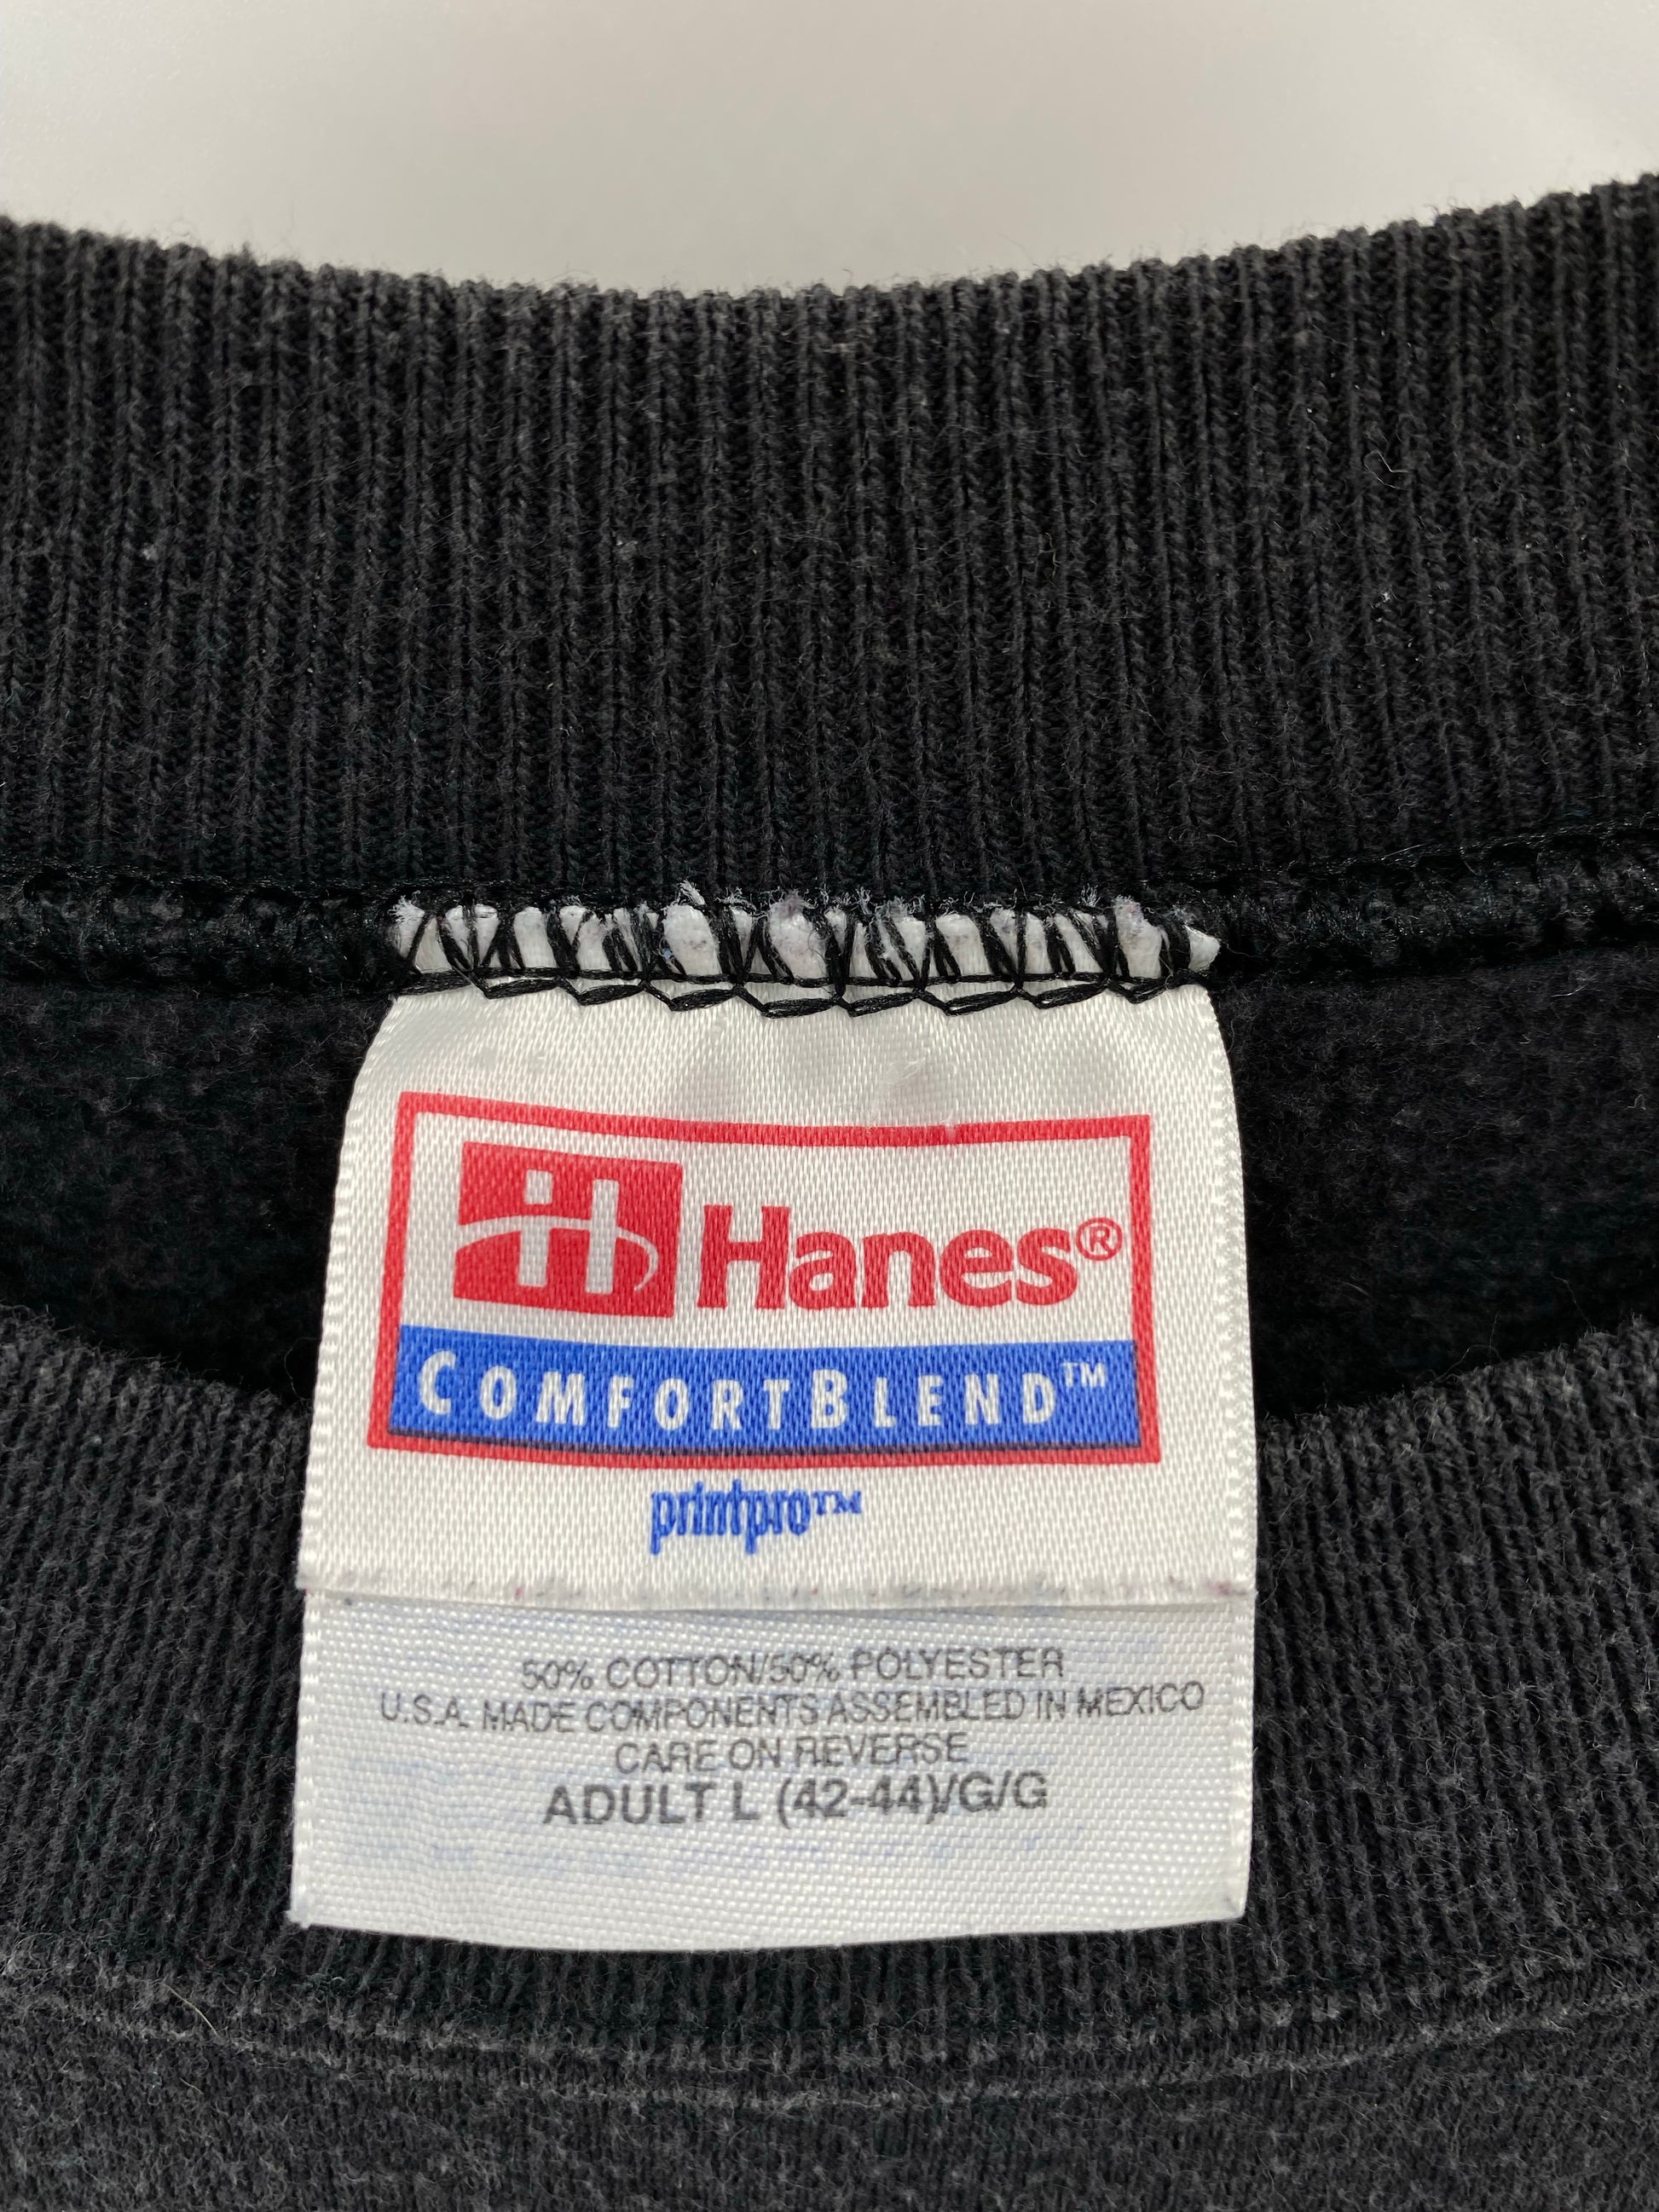 Hanes®
COMFORTBLEND™
printpro™
50% COTTON/50% POLYESTER
U.S.A. MADE COMPONENTS ASSEMBLED IN MEXICO
CARE ON REVERSE
ADULT L (42-44)/G/G